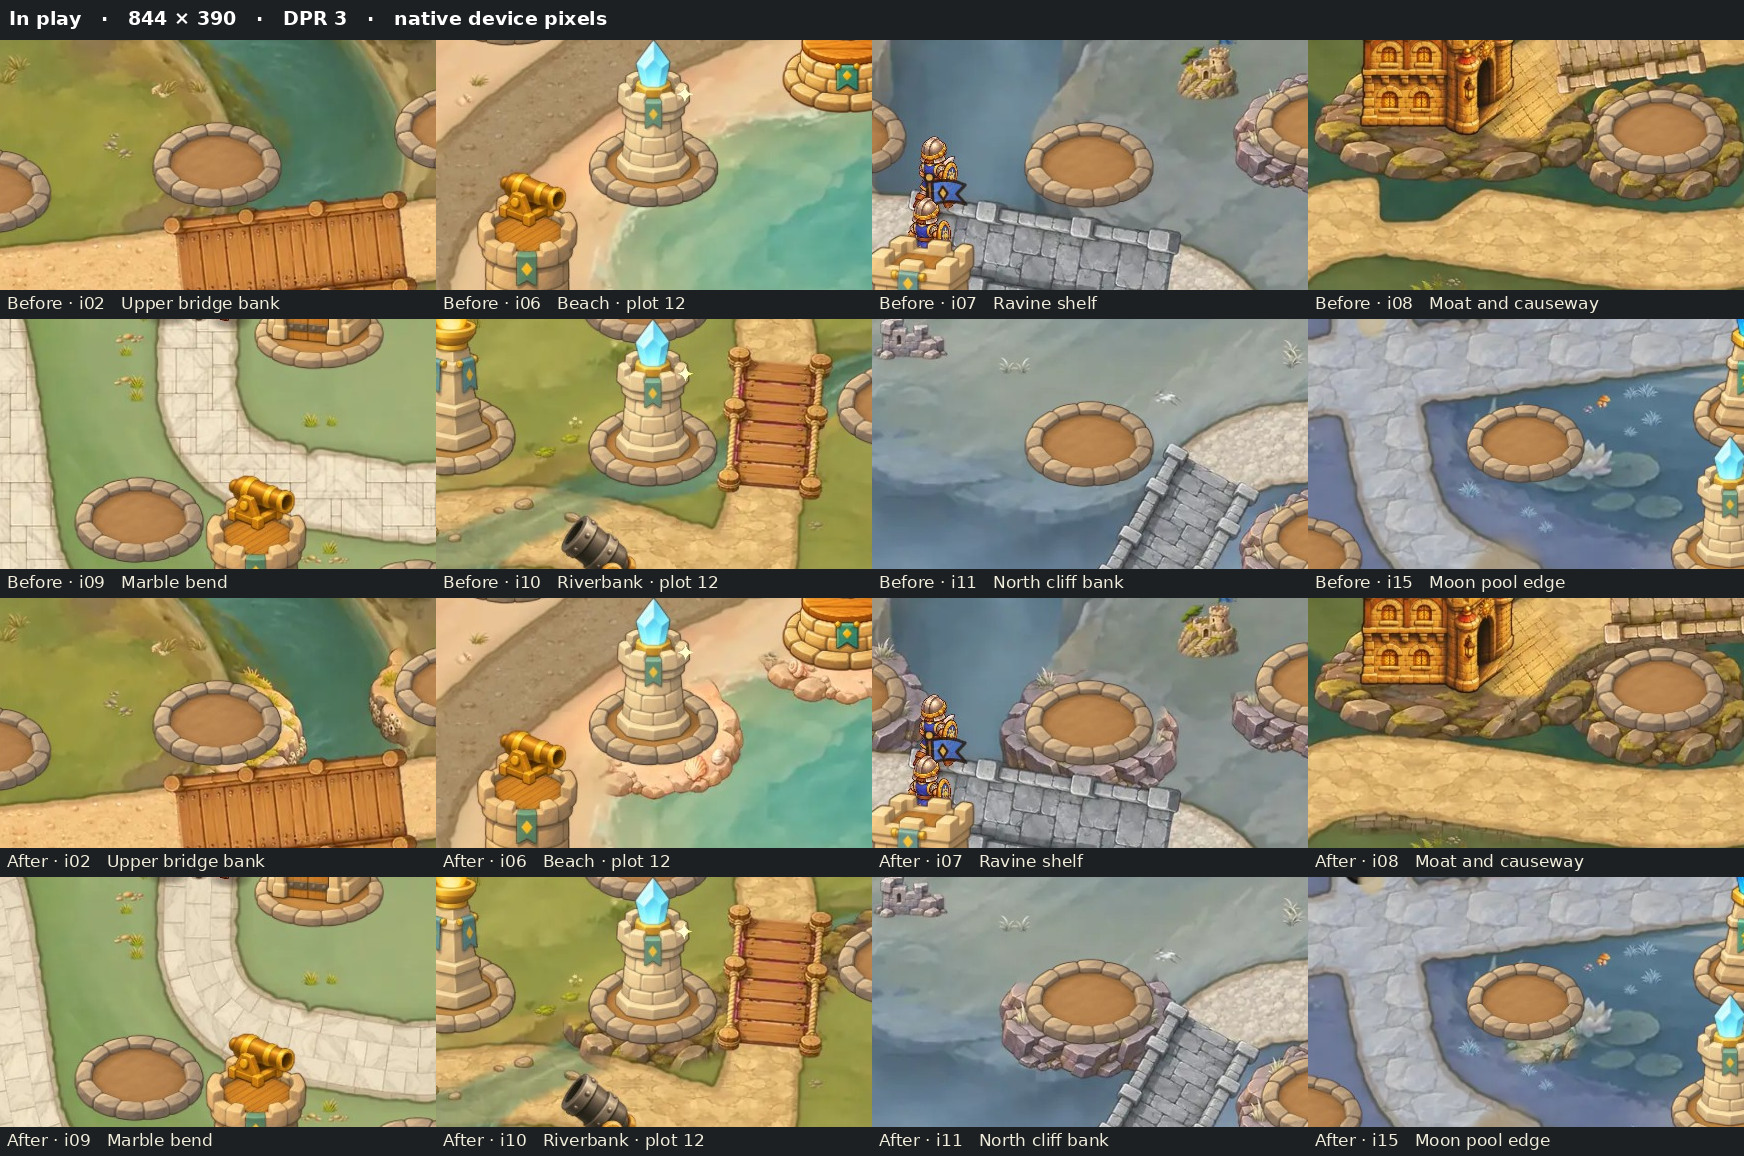 In play · 844 × 390 · DPR 3 · native device pixels
Before · i02 Upper bridge bank
Before · i06 Beach · plot 12
Before · i07 Ravine shelf
Before · i08 Moat and causeway
Before · i09 Marble bend
Before · i10 Riverbank · plot 12
Before · i11 North cliff bank
Before · i15 Moon pool edge
After · i02 Upper bridge bank
After · i06 Beach · plot 12
After · i07 Ravine shelf
After · i08 Moat and causeway
After · i09 Marble bend
After · i10 Riverbank · plot 12
After · i11 North cliff bank
After · i15 Moon pool edge